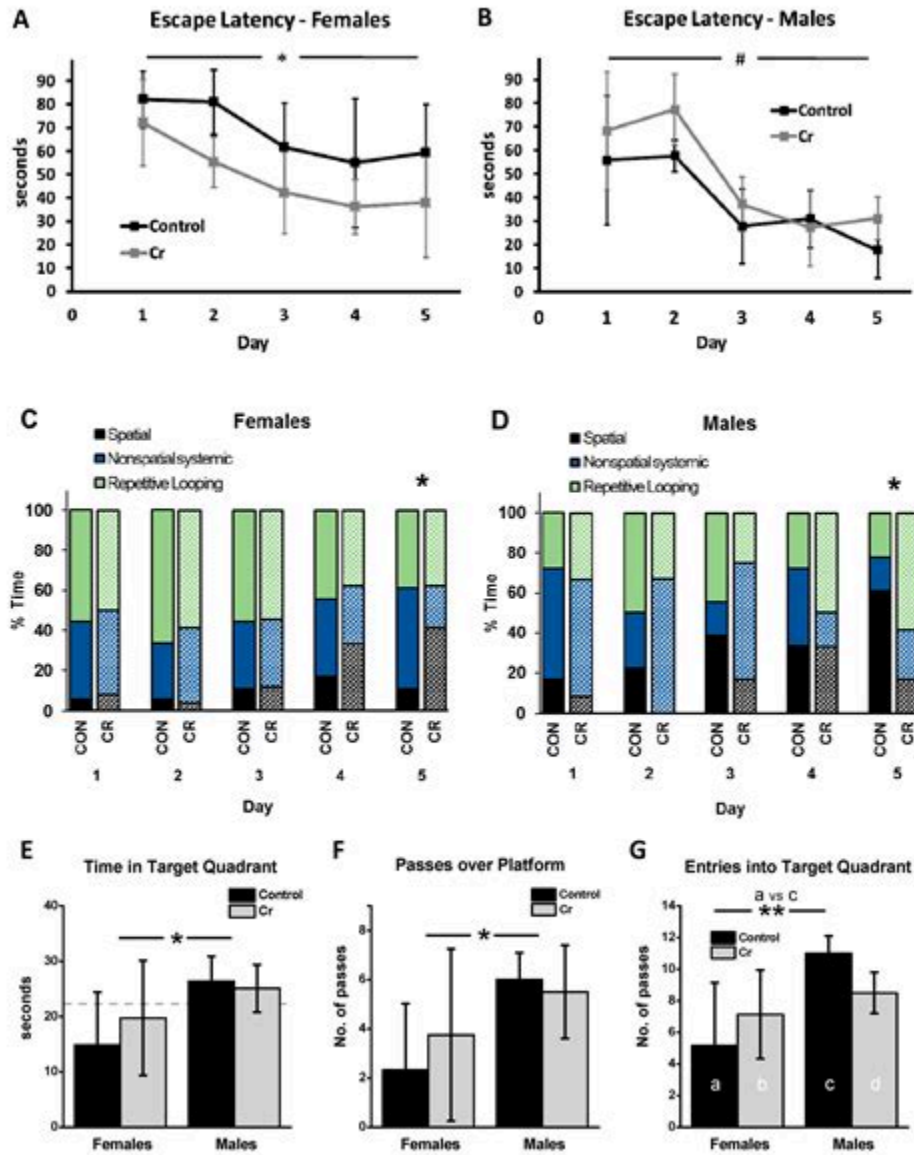 A
Escape Latency - Females
*
90
80
70
60
50
40
30
20
10
0
seconds
Control
Cr
0 1 2 3 4 5
Day
B
Escape Latency - Males
#
90
80
70
60
50
40
30
20
10
0
seconds
Control
Cr
0 1 2 3 4 5
Day
C
Females
Spatial
Nonspatial systemic
Repetitive Looping
*
100
80
60
40
20
0
% Time
CON CR CON CR CON CR CON CR CON CR
1 2 3 4 5
Day
D
Males
Spatial
Nonspatial systemic
Repetitive Looping
*
100
80
60
40
20
0
% Time
CON CR CON CR CON CR CON CR CON CR
1 2 3 4 5
Day
E
Time in Target Quadrant
Control
Cr
*
40
30
20
10
0
seconds
Females Males
F
Passes over Platform
Control
Cr
*
10
8
6
4
2
0
No. of passes
Females Males
G
Entries into Target Quadrant
a vs c
**
Control
Cr
14
12
10
8
6
4
2
0
No. of passes
a b c d
Females Males